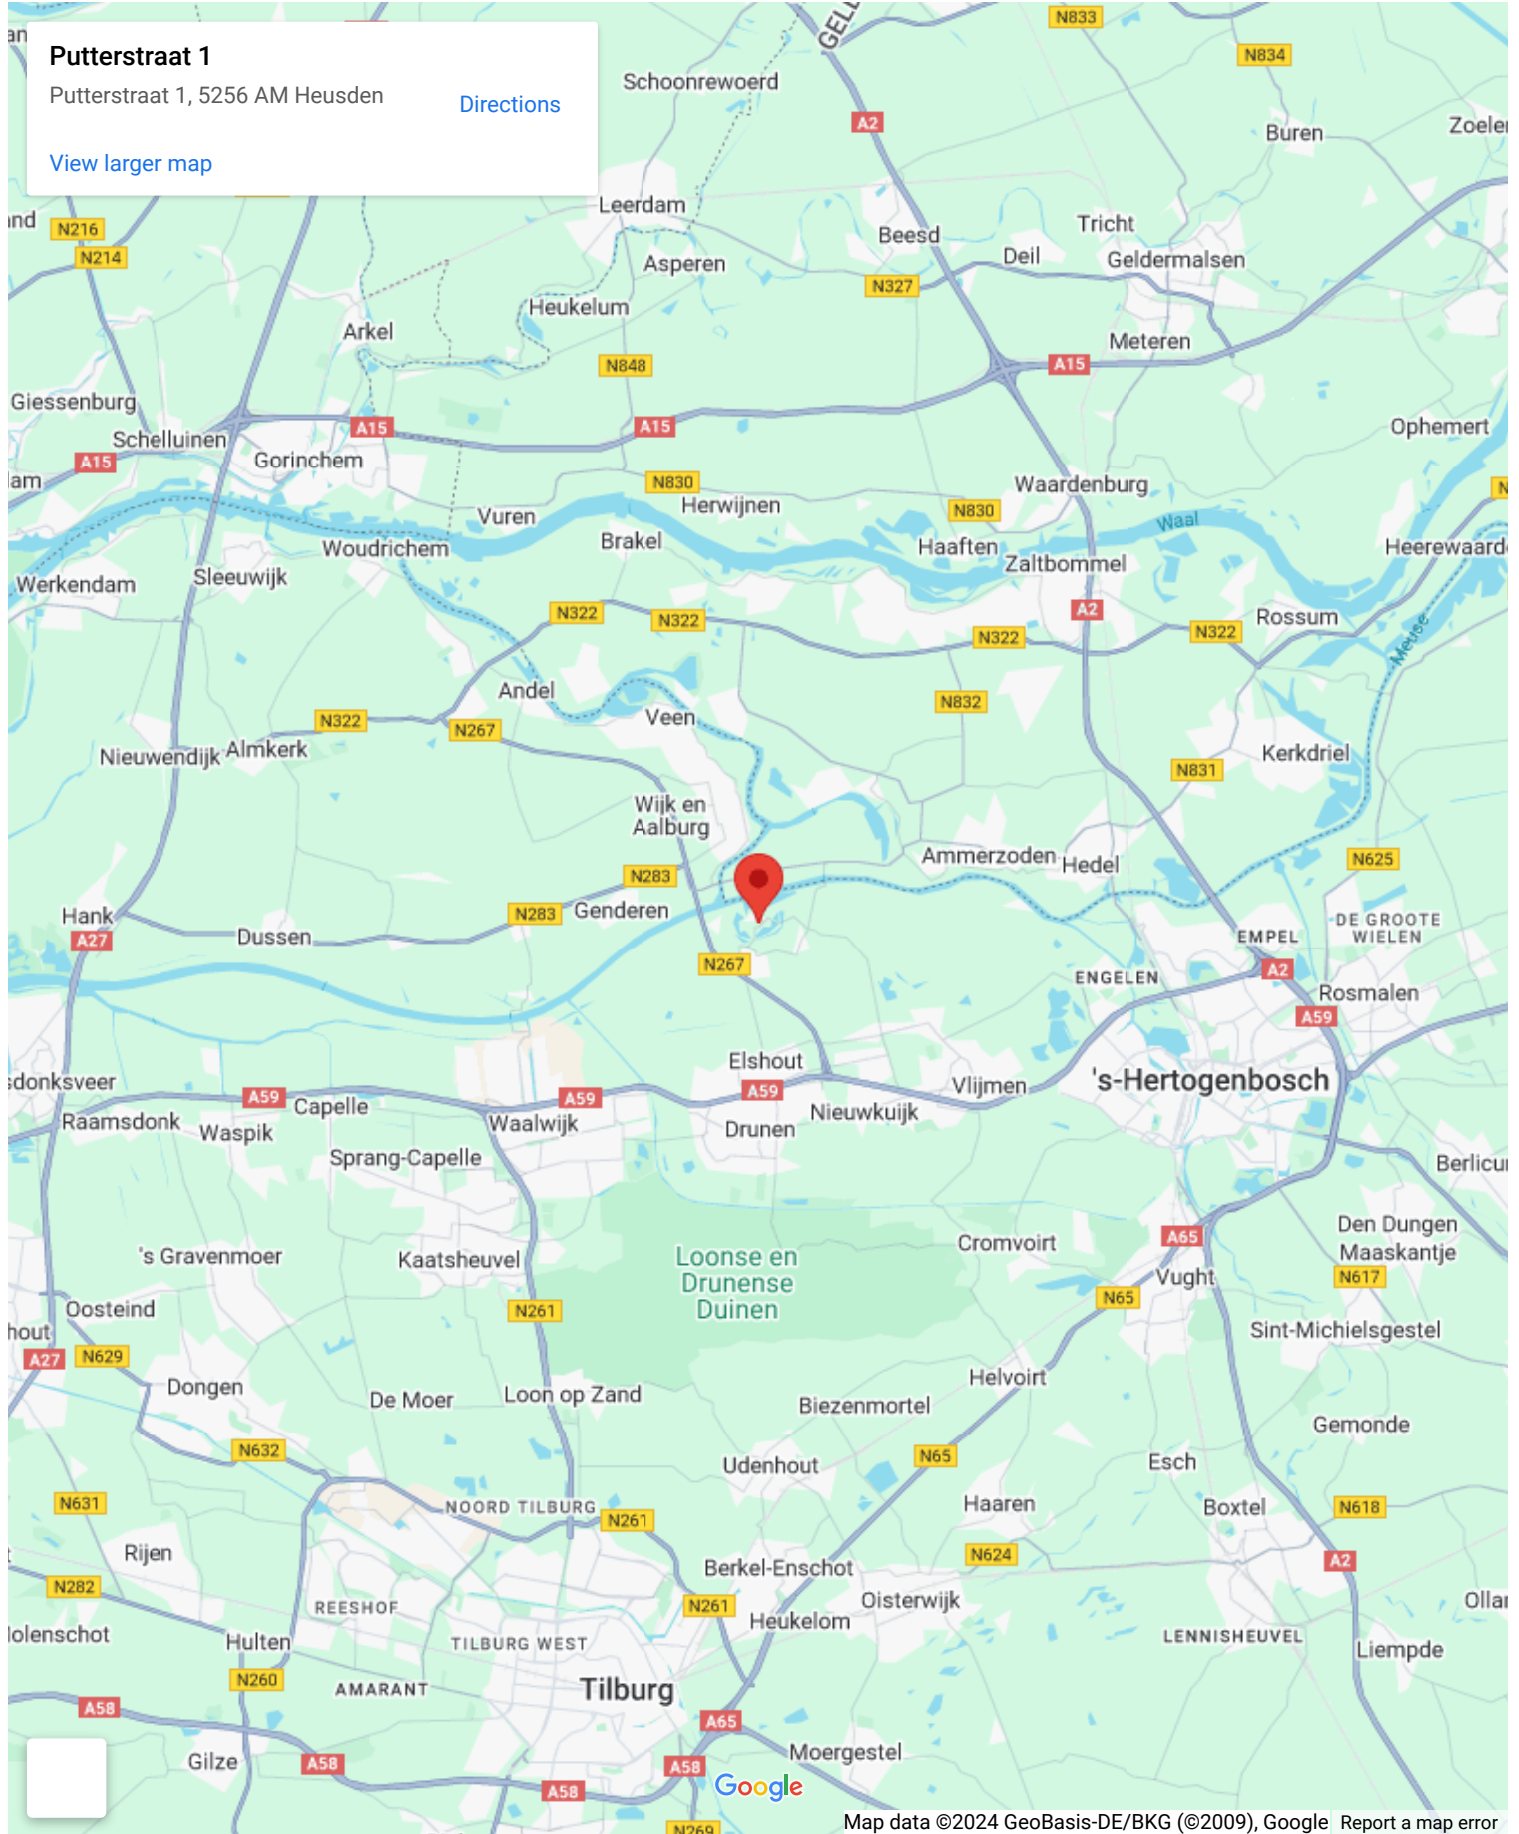 Putterstraat 1
Putterstraat 1, 5256 AM Heusden
Directions
View larger map
GELD
N833
N834
Schoonrewoerd
A2
Buren
Zoelen
Leerdam
N216
N214
Beesd
Tricht
Deil
Geldermalsen
Asperen
N327
Heukelum
Arkel
Meteren
N848
A15
Giessenburg
Schelluinen
A15
A15
Ophemert
A15
Gorinchem
N830
Waardenburg
Herwijnen
N830
Vuren
Waal
Brakel
Woudrichem
Haaften
Heerewaard
Zaltbommel
Werkendam
Sleeuwijk
N322
N322
A2
Rossum
N322
N322
Meuse
Andel
N832
N322
Veen
N267
Nieuwendijk
Almkerk
Kerkdriel
N831
Wijk en
Aalburg
Ammerzoden
Hedel
N625
N283
Hank
N283
Genderen
DE GROOTE
WIELEN
A27
Dussen
EMPEL
N267
A2
ENGELEN
Rosmalen
A59
Elshout
sdonksveer
's-Hertogenbosch
Vlijmen
A59
A59
A59
Capelle
Nieuwkuijk
Raamsdonk
Waspik
Waalwijk
Drunen
Sprang-Capelle
Berlicu
Den Dungen
Maaskantje
A65
Cromvoirt
's Gravenmoer
Kaatsheuvel
Loonse en
Drunense
Duinen
Vught
N617
N65
Oosteind
N261
hout
Sint-Michielsgestel
A27
N629
Helvoirt
Dongen
De Moer
Loon op Zand
Biezenmortel
Gemonde
N632
N65
Udenhout
Esch
N631
NOORD TILBURG
N261
Haaren
Boxtel
N618
Rijen
N624
A2
Berkel-Enschot
N282
REESHOF
N261
Heukelom
Oisterwijk
Ollan
olenschot
Hulten
TILBURG WEST
LENNISHEUVEL
Liempde
N260
AMARANT
Tilburg
A58
A65
Gilze
A58
Moergestel
A58
A58
Google
N269
Map data ©2024 GeoBasis-DE/BKG (©2009), Google
Report a map error